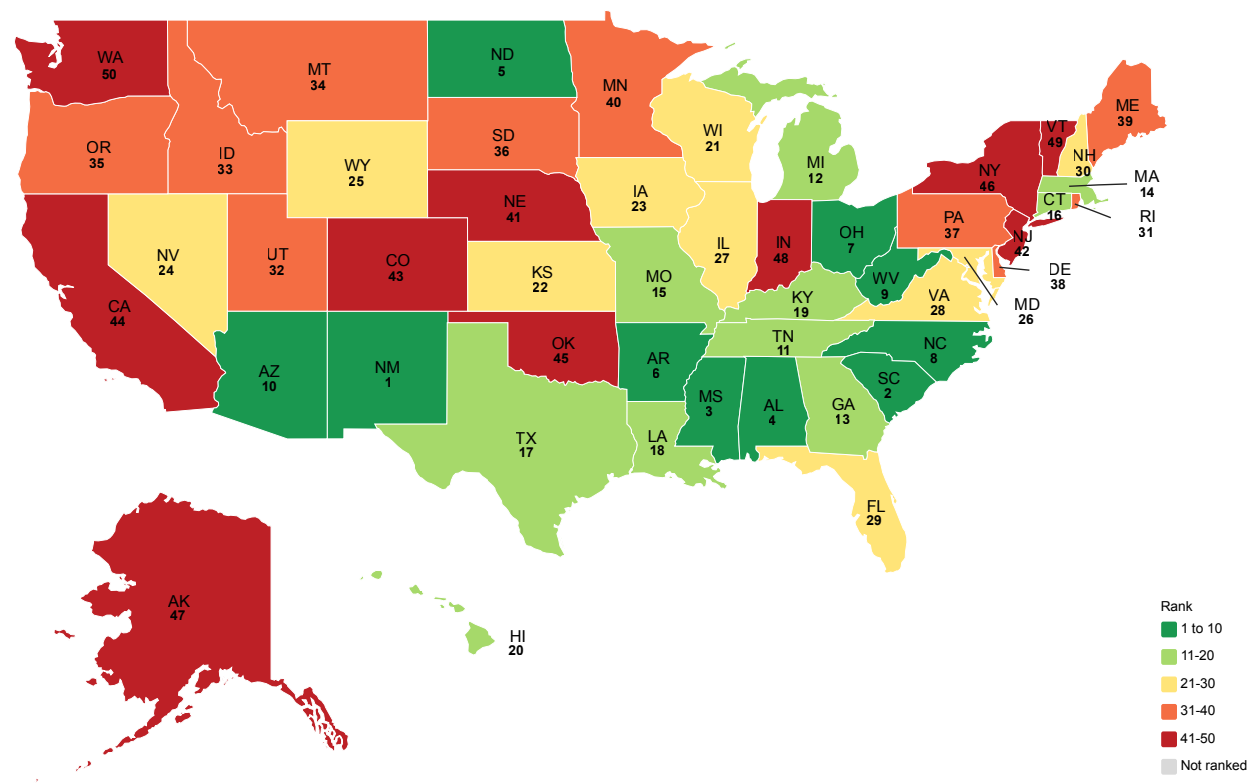 WA
50
MT
34
ND
5
MN
40
OR
35
ID
33
SD
36
WY
25
WI
21
MI
12
VT
49
ME
39
NH
30
NY
46
MA
14
CT
16
RI
31
NE
41
IA
23
PA
37
NJ
42
NV
24
UT
32
CO
43
KS
22
IL
27
IN
48
OH
7
DE
38
WV
9
VA
28
MD
26
CA
44
MO
15
KY
19
TN
11
NC
8
AZ
10
NM
1
OK
45
AR
6
MS
3
AL
4
GA
13
SC
2
TX
17
LA
18
FL
29
AK
47
HI
20
Rank
1 to 10
11-20
21-30
31-40
41-50
Not ranked